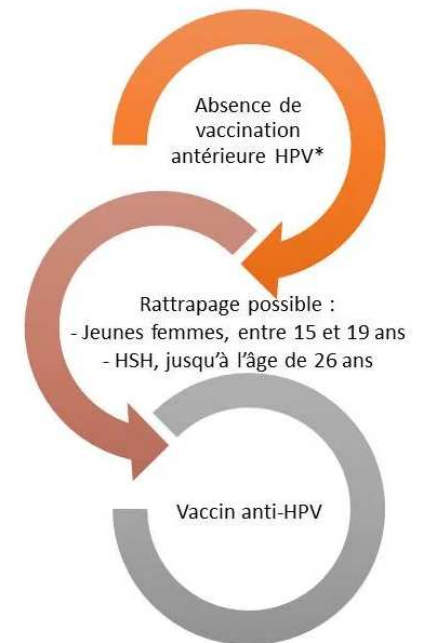 Absence de
vaccination
antérieure HPV*
Rattrapage possible :
- Jeunes femmes, entre 15 et 19 ans
- HSH, jusqu'à l'âge de 26 ans
Vaccin anti-HPV